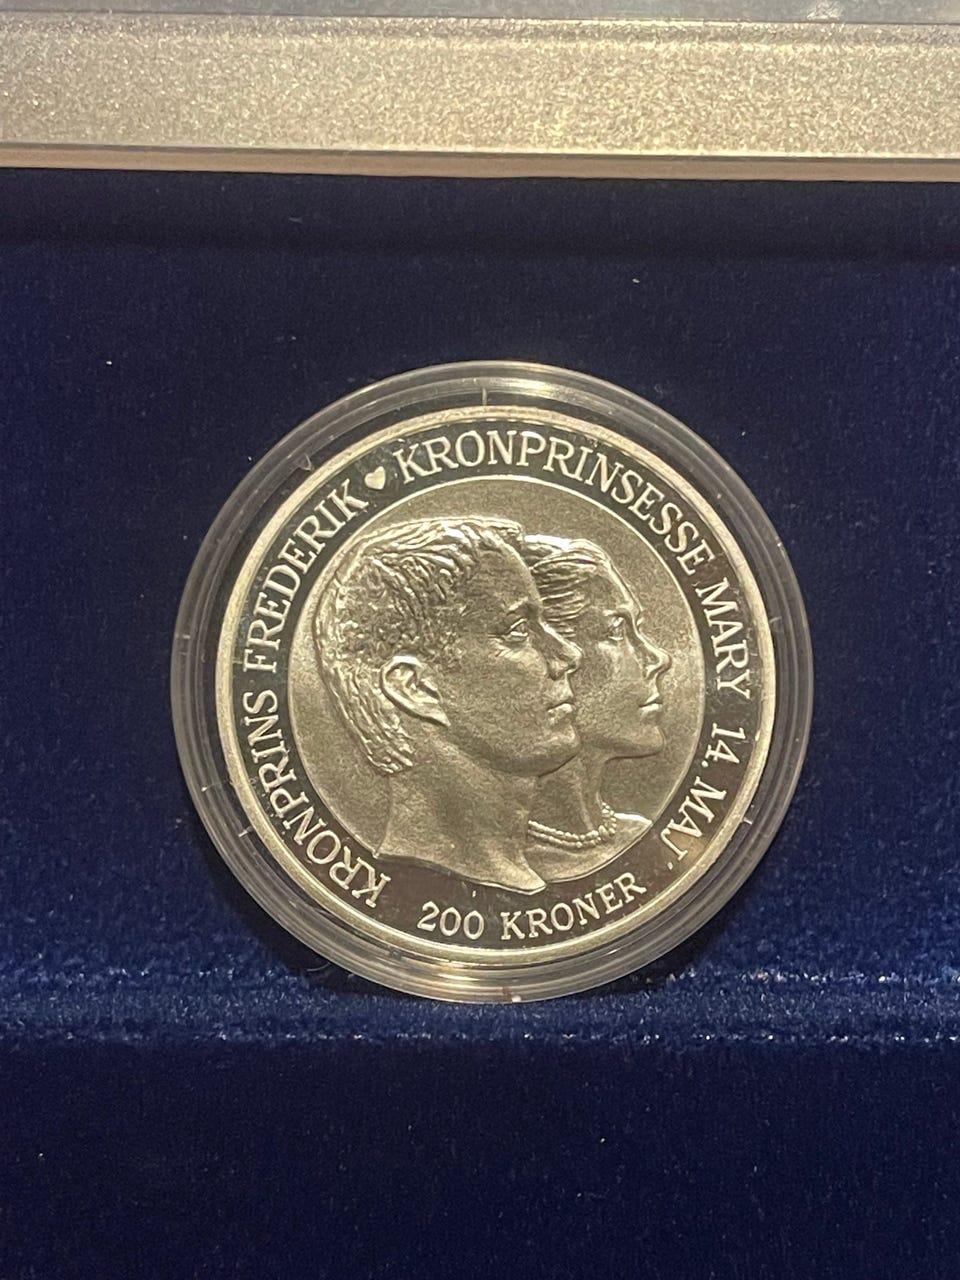 KRONPRINS FREDERIK ♥ KRONPRINSESSE MARY 14. MAJ
200 KRONER